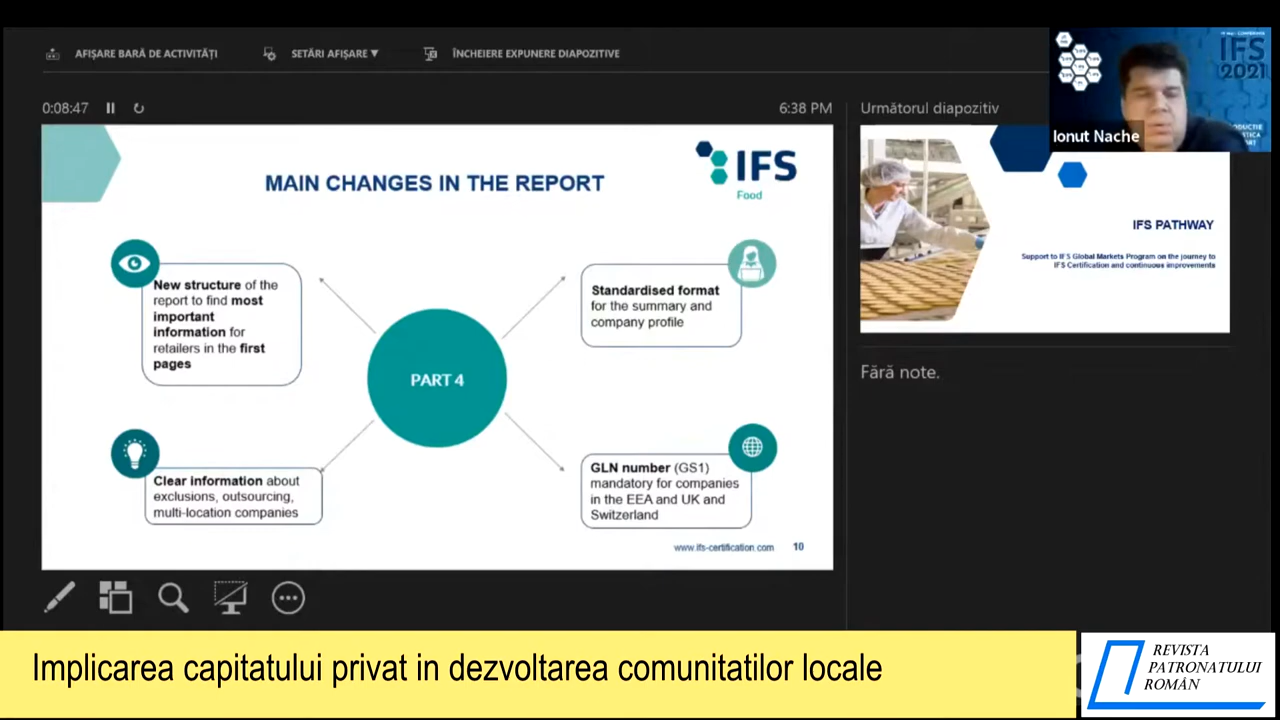 AFIȘARE BARĂ DE ACTIVITĂȚI
SETĂRI AFIȘARE ▼
ÎNCHEIERE EXPUNERE DIAPOZITIVE
0:08:47
6:38 PM
Următorul diapozitiv
IFS
2021
Ionut Nache
MAIN CHANGES IN THE REPORT
IFS
Food
New structure of the
report to find most
important
information for
retailers in the first
pages
Standardised format
for the summary and
company profile
PART 4
Clear information about
exclusions, outsourcing,
multi-location companies
GLN number (GS1)
mandatory for companies
in the EEA and UK and
Switzerland
www.ifs-certification.com
10
IFS PATHWAY
Support to IFS Global Markets Program on the journey to
IFS Certification and continuous improvements
Fără note.
Implicarea capitatului privat in dezvoltarea comunitatilor locale
REVISTA
PATRONATULUI
ROMÂN